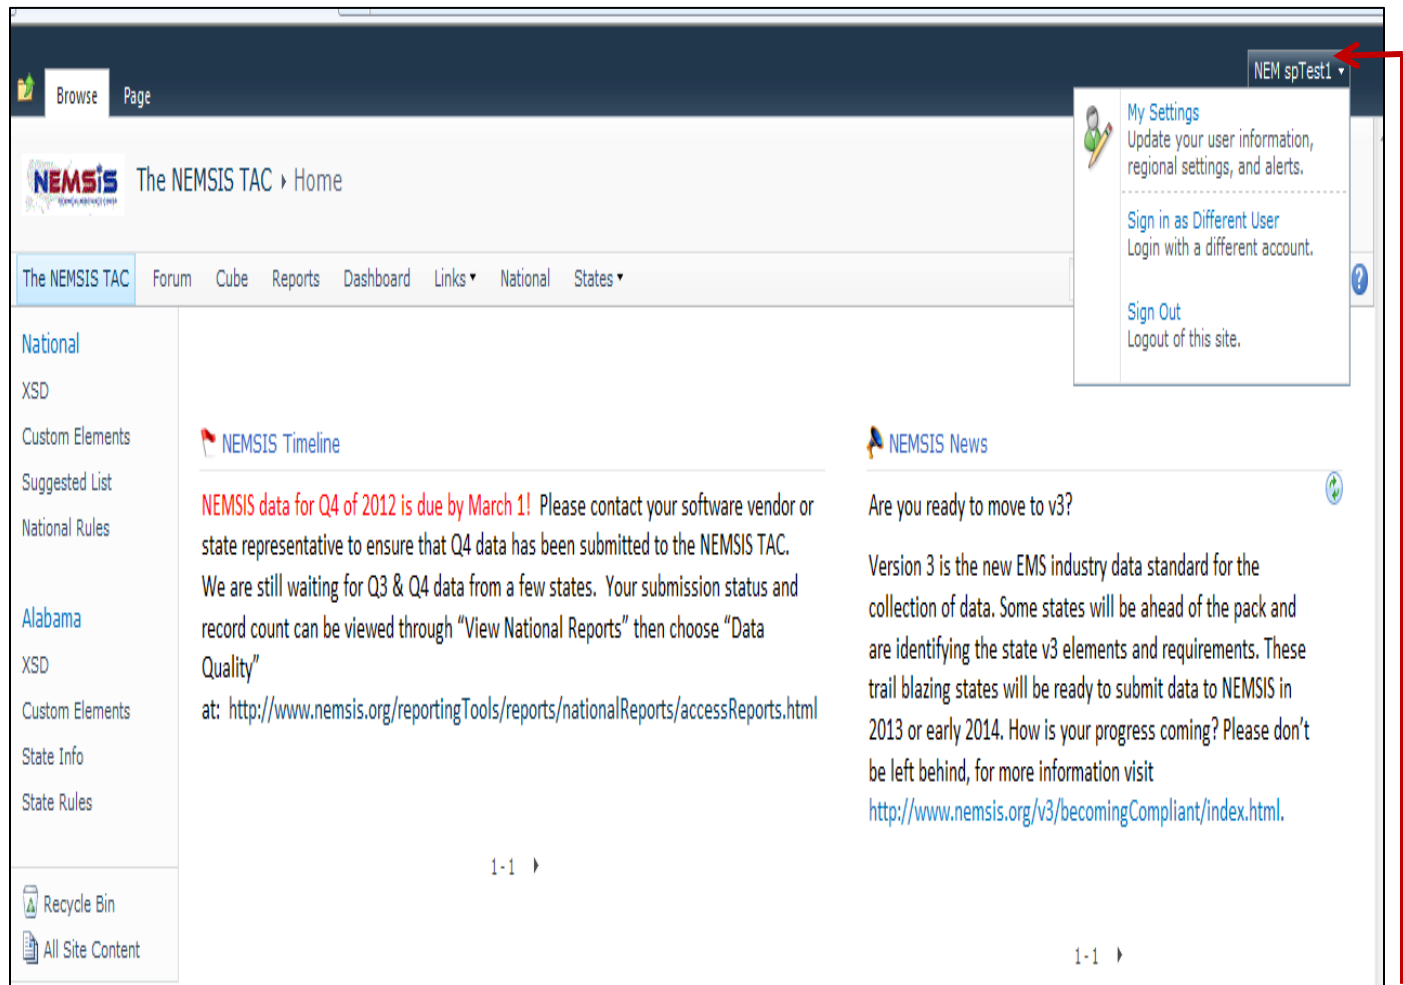 NEM spTest1
Browse Page
My Settings
Update your user information,
regional settings, and alerts.
Sign in as Different User
Login with a different account.
Sign Out
Logout of this site.
NEMSIS
TECHNICAL ASSISTANCE CENTER
The NEMSIS TAC Home
The NEMSIS TAC Forum Cube Reports Dashboard Links National States
National
XSD
Custom Elements
Suggested List
National Rules
Alabama
XSD
Custom Elements
State Info
State Rules
Recycle Bin
All Site Content
NEMSIS Timeline
NEMSIS data for Q4 of 2012 is due by March 1! Please contact your software vendor or
state representative to ensure that Q4 data has been submitted to the NEMSIS TAC.
We are still waiting for Q3 & Q4 data from a few states. Your submission status and
record count can be viewed through “View National Reports” then choose “Data
Quality”
at: http://www.nemsis.org/reportingTools/reports/nationalReports/accessReports.html
1-1
NEMSIS News
Are you ready to move to v3?
Version 3 is the new EMS industry data standard for the
collection of data. Some states will be ahead of the pack and
are identifying the state v3 elements and requirements. These
trail blazing states will be ready to submit data to NEMSIS in
2013 or early 2014. How is your progress coming? Please don’t
be left behind, for more information visit
http://www.nemsis.org/v3/becomingCompliant/index.html.
1-1